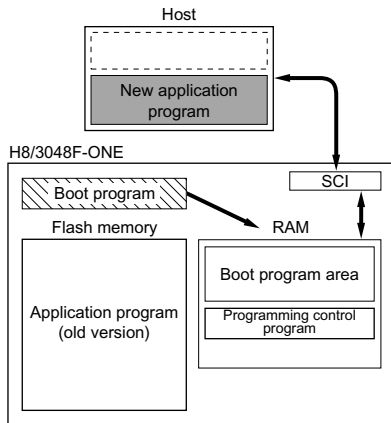 Host
New application
program
H8/3048F-ONE
SCI
Boot program
Flash memory
RAM
Boot program area
Application program
(old version)
Programming control
program